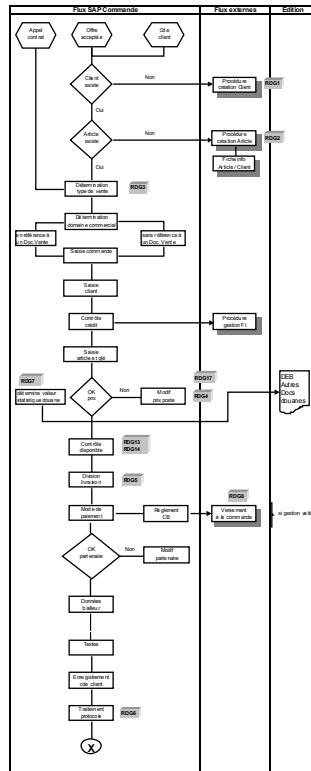 Flux SAP Commande
Flux externes
Edition
Appel
contrat
Offre
acceptée
Cde
client
Client
existe
Non
Procédure
création Client
RDG1
Oui
Article
existe
Non
Procédure
création Article
RDG2
Fiche info
Article / Client
Oui
Détermination
type de vente
RDG3
Détermination
domaine commercial
en référence à
un Doc. Vente
sans référence à
un Doc. Vente
Saisie commande
Saisie
client
Contrôle
crédit
Procédure
gestion FI
Saisie
article et qté
RDG7
détermine valeur
statistique douane
OK
prix
Non
Modif
prix poste
RDG17
RDG4
DEB
Autres
Docs
douanes
Contrôle
disponible
RDG13
RDG14
Division
livraison
RDG5
Mode de
paiement
Règlement
CB
RDG8
Versement
à la commande
si gestion
OK
partenaire
Non
Modif
partenaire
Données
bailleur
Textes
Enregistrement
cde client
Traitement
protocole
RDG6
X